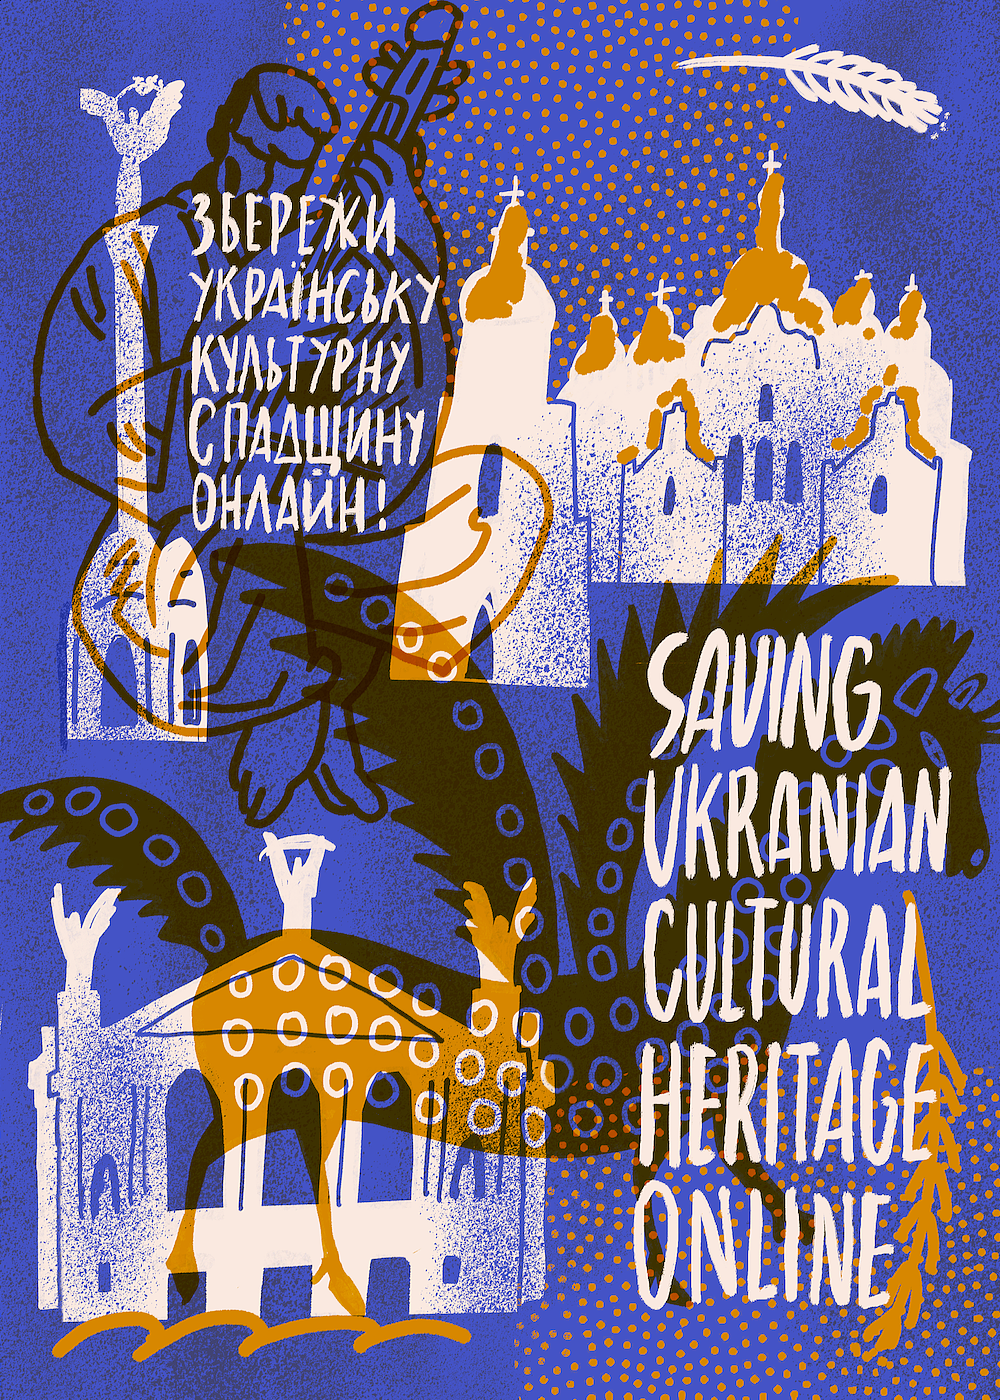 ЗБЕРЕЖИ
УКРАЇНСЬКУ
КУЛЬТУРНУ
СПАДЩИНУ
ОНЛАЙН!
SAVING
UKRANIAN
CULTURAL
HERITAGE
ONLINE